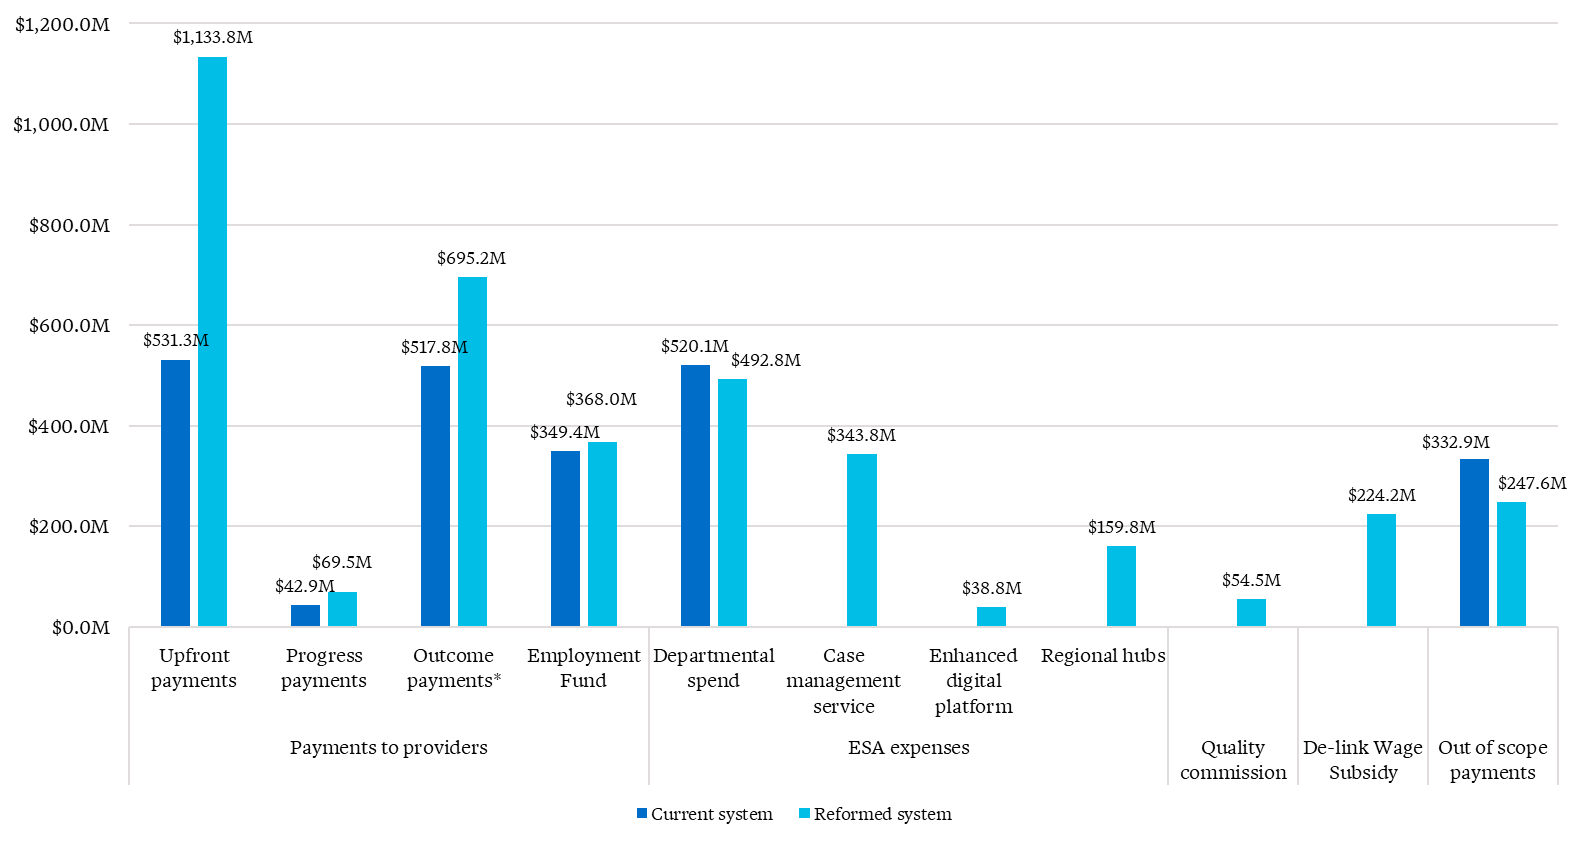 $1,200.0M
$1,000.0M
$800.0M
$600.0M
$400.0M
$200.0M
$0.0M
$531.3M
$1,133.8M
$42.9M
$69.5M
$517.8M
$695.2M
$349.4M
$368.0M
$520.1M
$492.8M
$343.8M
$38.8M
$159.8M
$54.5M
$224.2M
$332.9M
$247.6M
Upfront
payments
Progress
payments
Outcome
payments*
Employment
Fund
Departmental
spend
Case
management
service
Enhanced
digital
platform
Regional hubs
Payments to providers
ESA expenses
Quality
commission
De-link Wage
Subsidy
Out of scope
payments
Current system
Reformed system